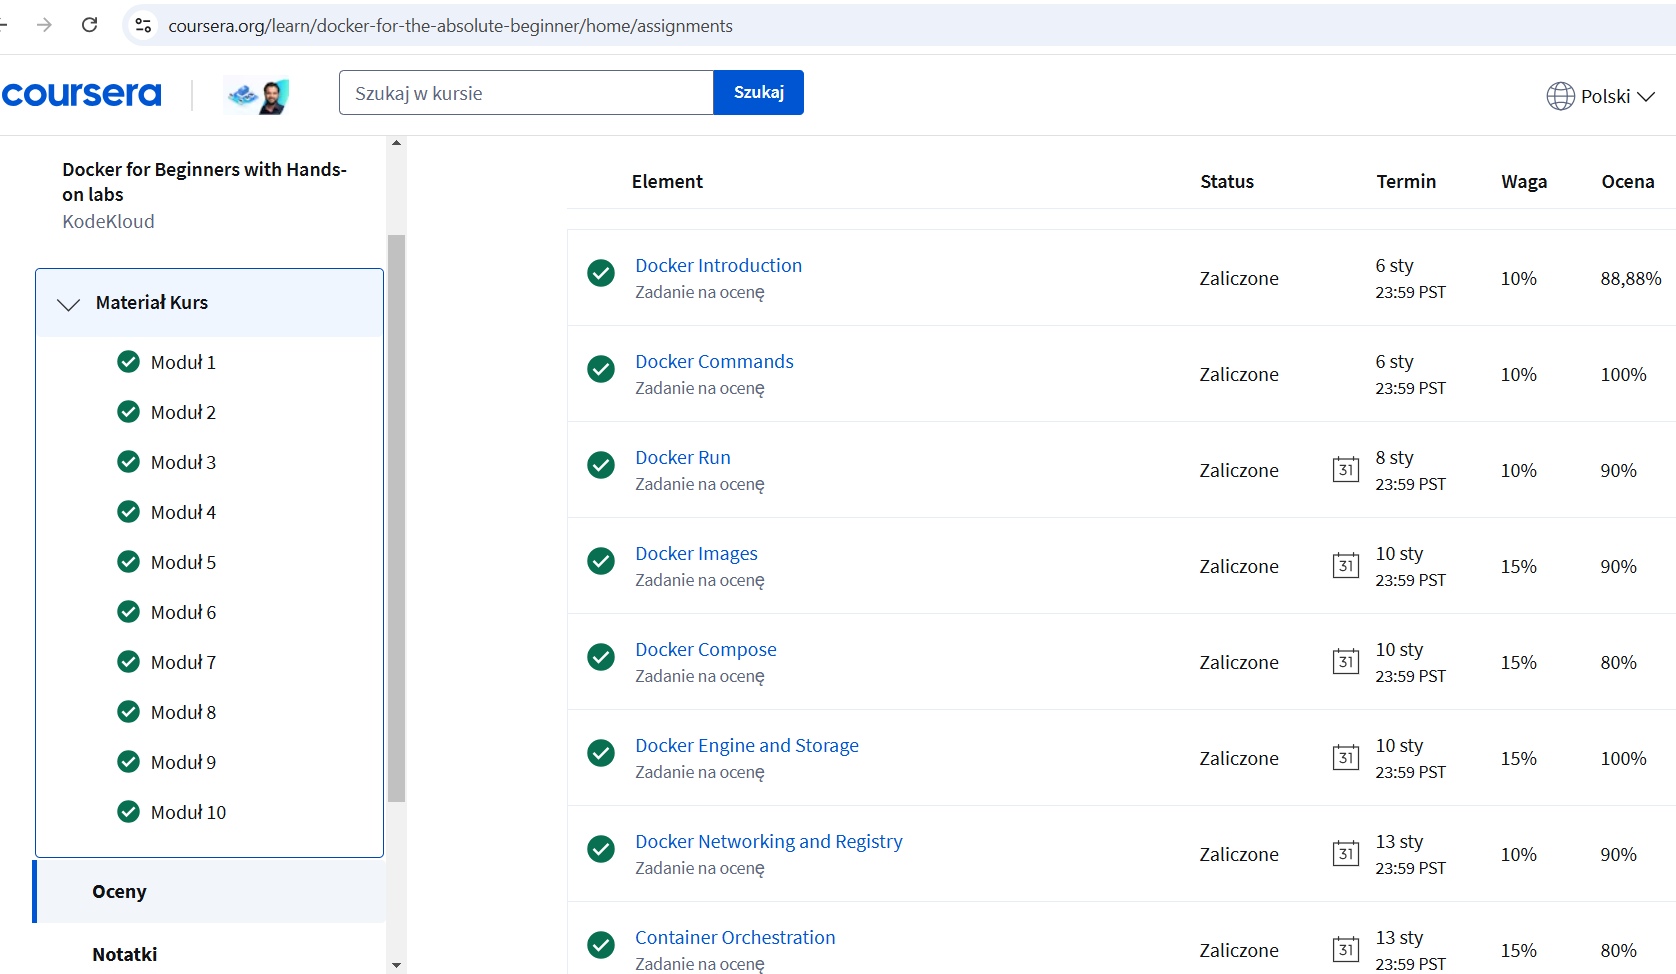 coursera.org/learn/docker-for-the-absolute-beginner/home/assignments
coursera
Szukaj w kursie
Szukaj
Polski
Docker for Beginners with Hands-
on labs
KodeKloud
Materiał Kurs
Moduł 1
Moduł 2
Moduł 3
Moduł 4
Moduł 5
Moduł 6
Moduł 7
Moduł 8
Moduł 9
Moduł 10
Oceny
Notatki
Element Status Termin Waga Ocena
Docker Introduction
Zadanie na ocenę
Zaliczone
6 sty
23:59 PST
10%
88,88%
Docker Commands
Zadanie na ocenę
Zaliczone
6 sty
23:59 PST
10%
100%
Docker Run
Zadanie na ocenę
Zaliczone
31
8 sty
23:59 PST
10%
90%
Docker Images
Zadanie na ocenę
Zaliczone
31
10 sty
23:59 PST
15%
90%
Docker Compose
Zadanie na ocenę
Zaliczone
31
10 sty
23:59 PST
15%
80%
Docker Engine and Storage
Zadanie na ocenę
Zaliczone
31
10 sty
23:59 PST
15%
100%
Docker Networking and Registry
Zadanie na ocenę
Zaliczone
31
13 sty
23:59 PST
10%
90%
Container Orchestration
Zadanie na ocenę
Zaliczone
31
13 sty
23:59 PST
15%
80%